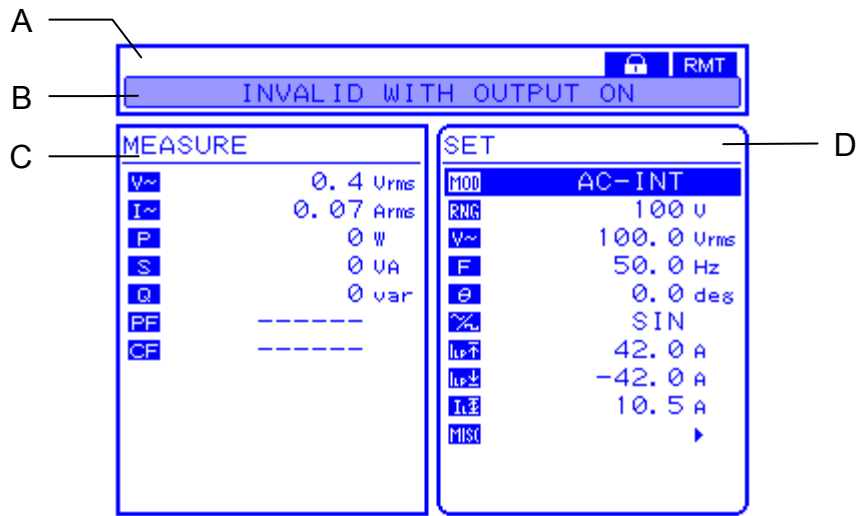 A
RMT
B
INVALID WITH OUTPUT ON
C
MEASURE
V~ 0.4 Vrms
I~ 0.07 Arms
P 0 W
S 0 VA
Q 0 var
PF ------
CF ------
D
SET
MOD AC-INT
RNG 100 V
V~ 100.0 Vrms
F 50.0 Hz
θ 0.0 deg
SIN
42.0 A
-42.0 A
10.5 A
MISC